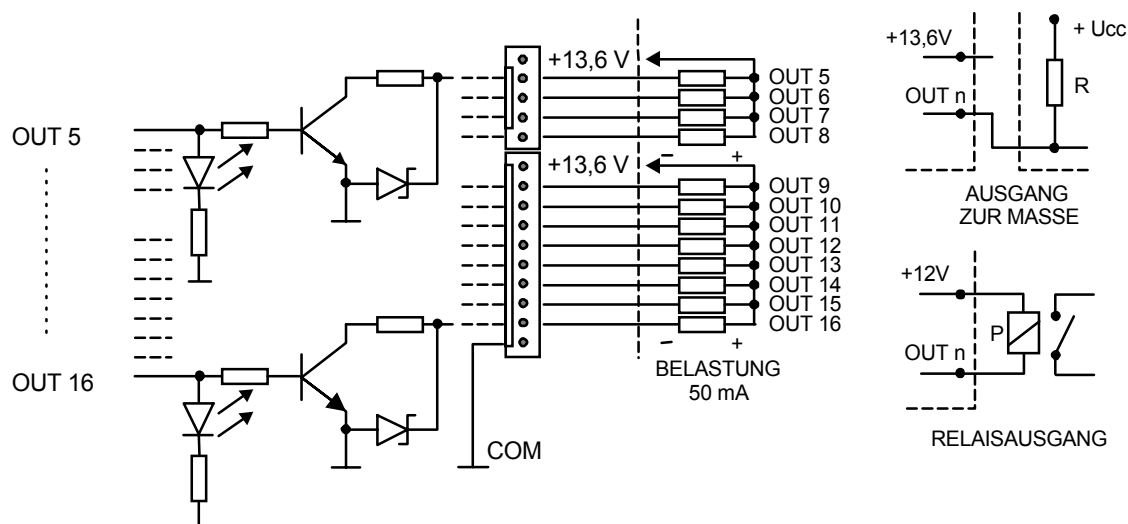 OUT 5
OUT 16
+13,6 V
OUT 5
OUT 6
OUT 7
OUT 8
+13,6 V
– +
OUT 9
OUT 10
OUT 11
OUT 12
OUT 13
OUT 14
OUT 15
OUT 16
– +
BELASTUNG
50 mA
COM
+ Ucc
+13,6V
R
OUT n
AUSGANG
ZUR MASSE
+12V
P
OUT n
RELAISAUSGANG